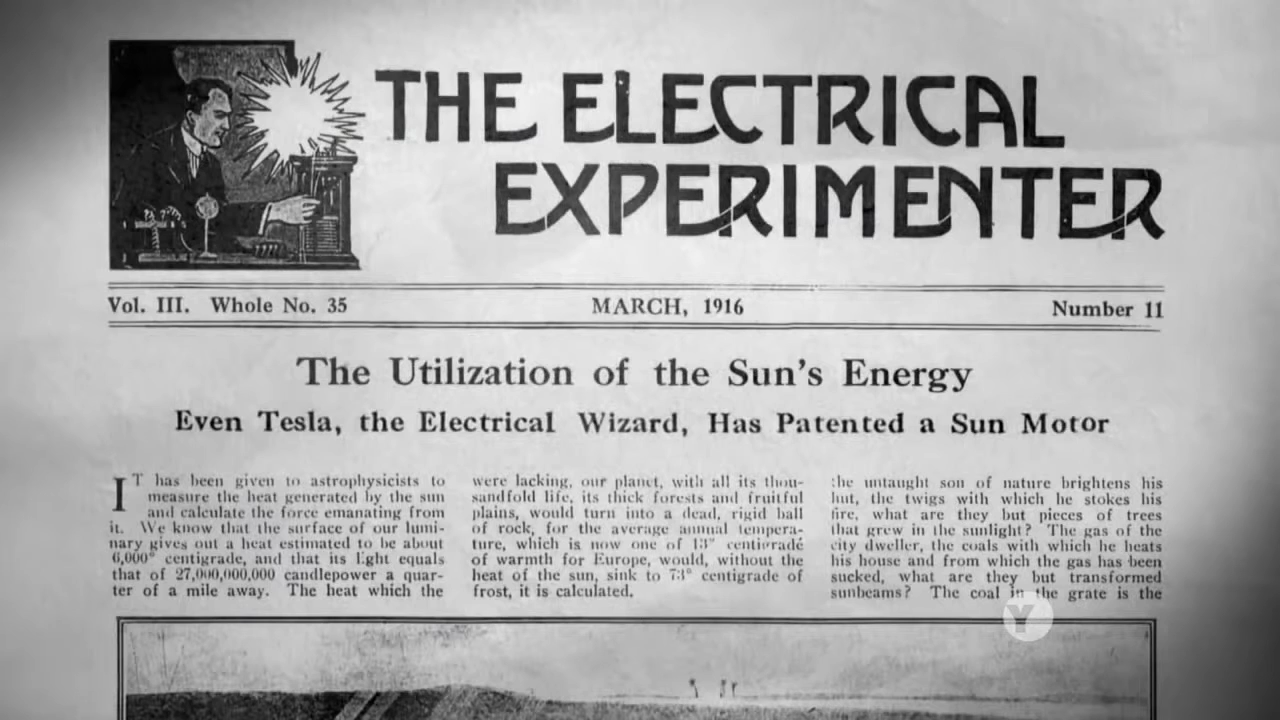 THE ELECTRICAL
EXPERIMENTER
Vol. III. Whole No. 35
MARCH, 1916
Number 11
The Utilization of the Sun's Energy
Even Tesla, the Electrical Wizard, Has Patented a Sun Motor
IT has been given to astrophysicists to
measure the heat generated by the sun
and calculate the force emanating from
it. We know that the surface of our lumi-
nary gives out a heat estimated to be about
6,000° centigrade, and that its light equals
that of 27,000,000,000 candlepower a quar-
ter of a mile away. The heat which the
were lacking, our planet, with all its thou-
sandfold life, its thick forests and fruitful
plains, would turn into a dead, rigid ball
of rock, for the average annual tempera-
ture, which is now one of 13° centigrade
of warmth for Europe, would, without the
heat of the sun, sink to 73° centigrade of
frost, it is calculated.
the untaught son of nature brightens his
hut, the twigs with which he stokes his
fire, what are they but pieces of trees
that grew in the sunlight? The gas of the
city dweller, the coals with which he heats
his house and from which the gas has been
sucked, what are they but transformed
sunbeams? The coal in the grate is the
Y